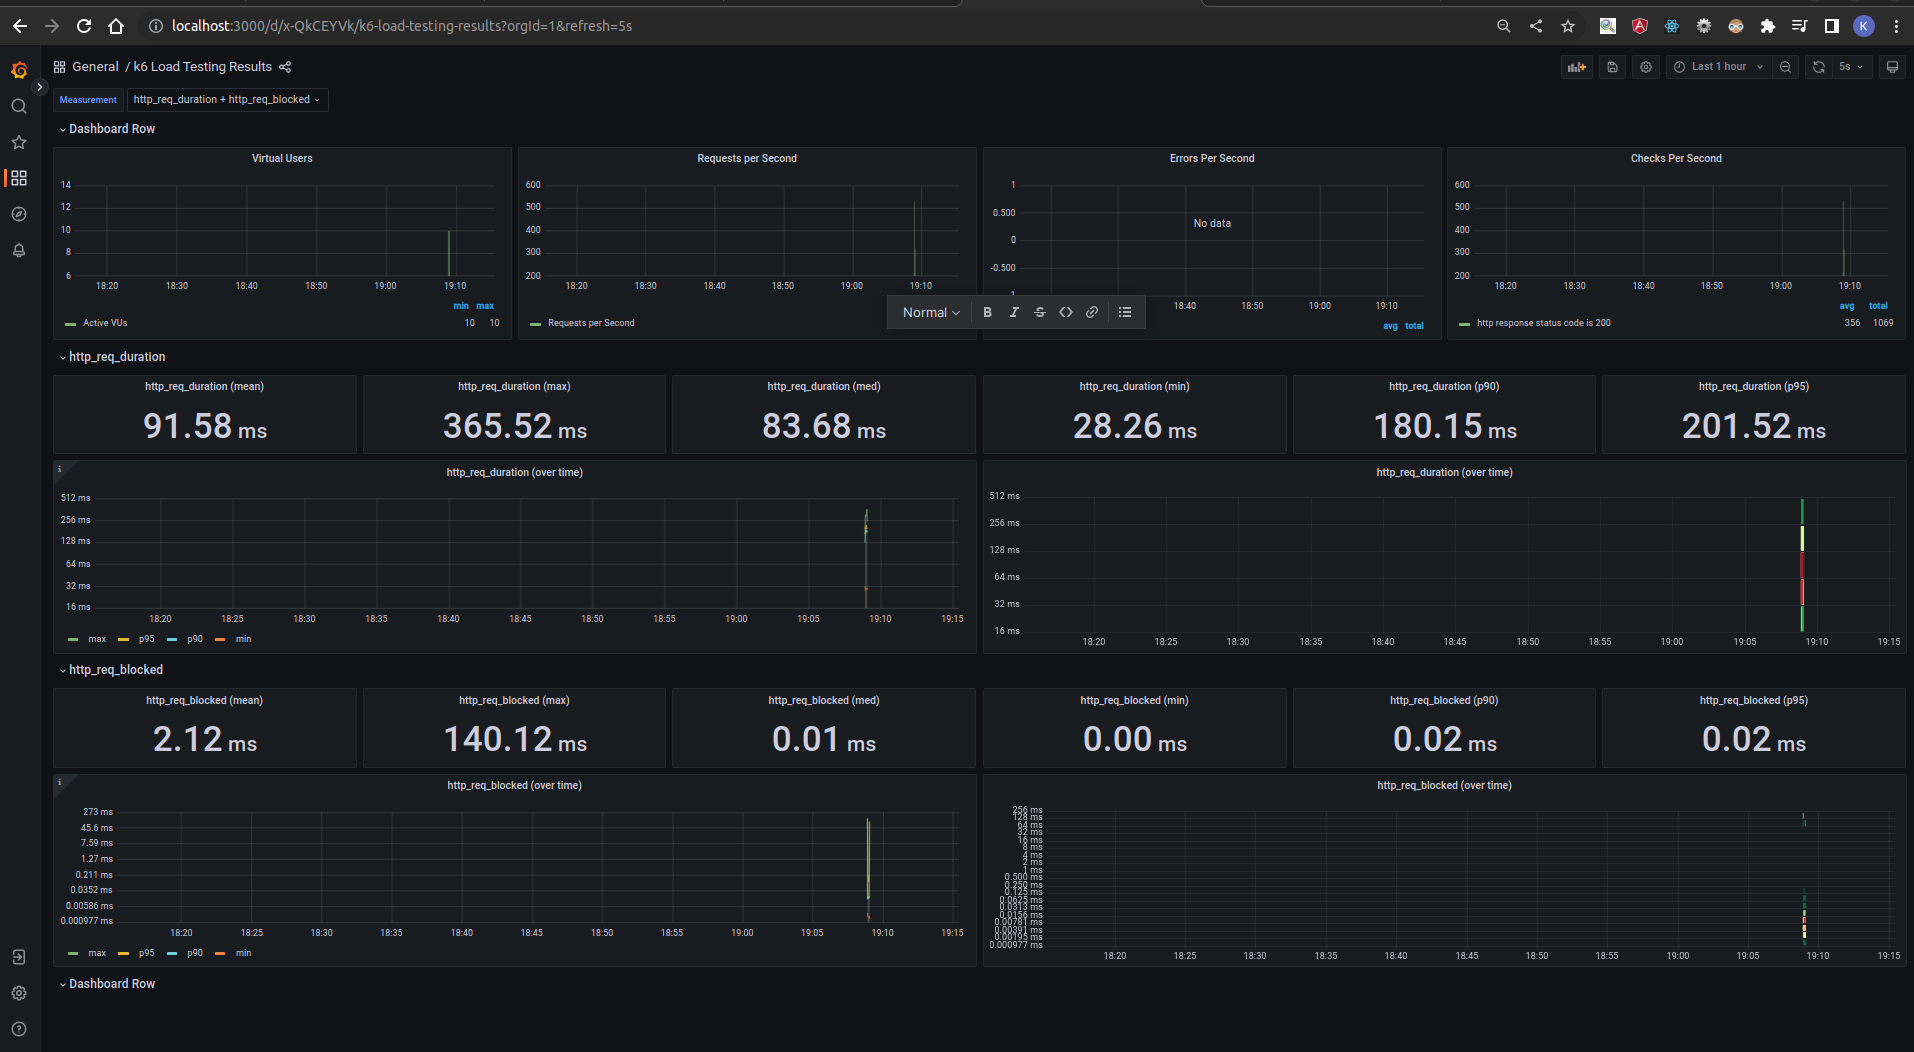 localhost:3000/d/x-QkCEYVk/k6-load-testing-results?orgId=1&refresh=5s
K
General / k6 Load Testing Results
Last 1 hour
5s
Measurement http_req_duration + http_req_blocked
Dashboard Row
Virtual Users
14
12
10
8
6
18:20 18:30 18:40 18:50 19:00 19:10
min max
Active VUs 10 10
Requests per Second
600
500
400
300
200
18:20 18:30 18:40 18:50 19:00 19:10
Requests per Second
Errors Per Second
1
0.500
0
-0.500
No data
18:40 18:50 19:00 19:10
avg total
Normal B I S
Checks Per Second
600
500
400
300
200
18:20 18:30 18:40 18:50 19:00 19:10
avg total
http response status code is 200 356 1069
http_req_duration
http_req_duration (mean)
91.58 ms
http_req_duration (max)
365.52 ms
http_req_duration (med)
83.68 ms
http_req_duration (min)
28.26 ms
http_req_duration (p90)
180.15 ms
http_req_duration (p95)
201.52 ms
http_req_duration (over time)
512 ms
256 ms
128 ms
64 ms
32 ms
16 ms
18:20 18:25 18:30 18:35 18:40 18:45 18:50 18:55 19:00 19:05 19:10 19:15
max p95 p90 min
http_req_duration (over time)
512 ms
256 ms
128 ms
64 ms
32 ms
16 ms
18:20 18:25 18:30 18:35 18:40 18:45 18:50 18:55 19:00 19:05 19:10 19:15
http_req_blocked
http_req_blocked (mean)
2.12 ms
http_req_blocked (max)
140.12 ms
http_req_blocked (med)
0.01 ms
http_req_blocked (min)
0.00 ms
http_req_blocked (p90)
0.02 ms
http_req_blocked (p95)
0.02 ms
http_req_blocked (over time)
273 ms
45.6 ms
7.59 ms
1.27 ms
0.211 ms
0.0352 ms
0.00586 ms
0.000977 ms
18:20 18:25 18:30 18:35 18:40 18:45 18:50 18:55 19:00 19:05 19:10 19:15
max p95 p90 min
http_req_blocked (over time)
256 ms
128 ms
64 ms
32 ms
16 ms
8 ms
4 ms
2 ms
1 ms
0.500 ms
0.250 ms
0.125 ms
0.0625 ms
0.0313 ms
0.0156 ms
0.00781 ms
0.00391 ms
0.00195 ms
0.000977 ms
18:20 18:25 18:30 18:35 18:40 18:45 18:50 18:55 19:00 19:05 19:10 19:15
Dashboard Row